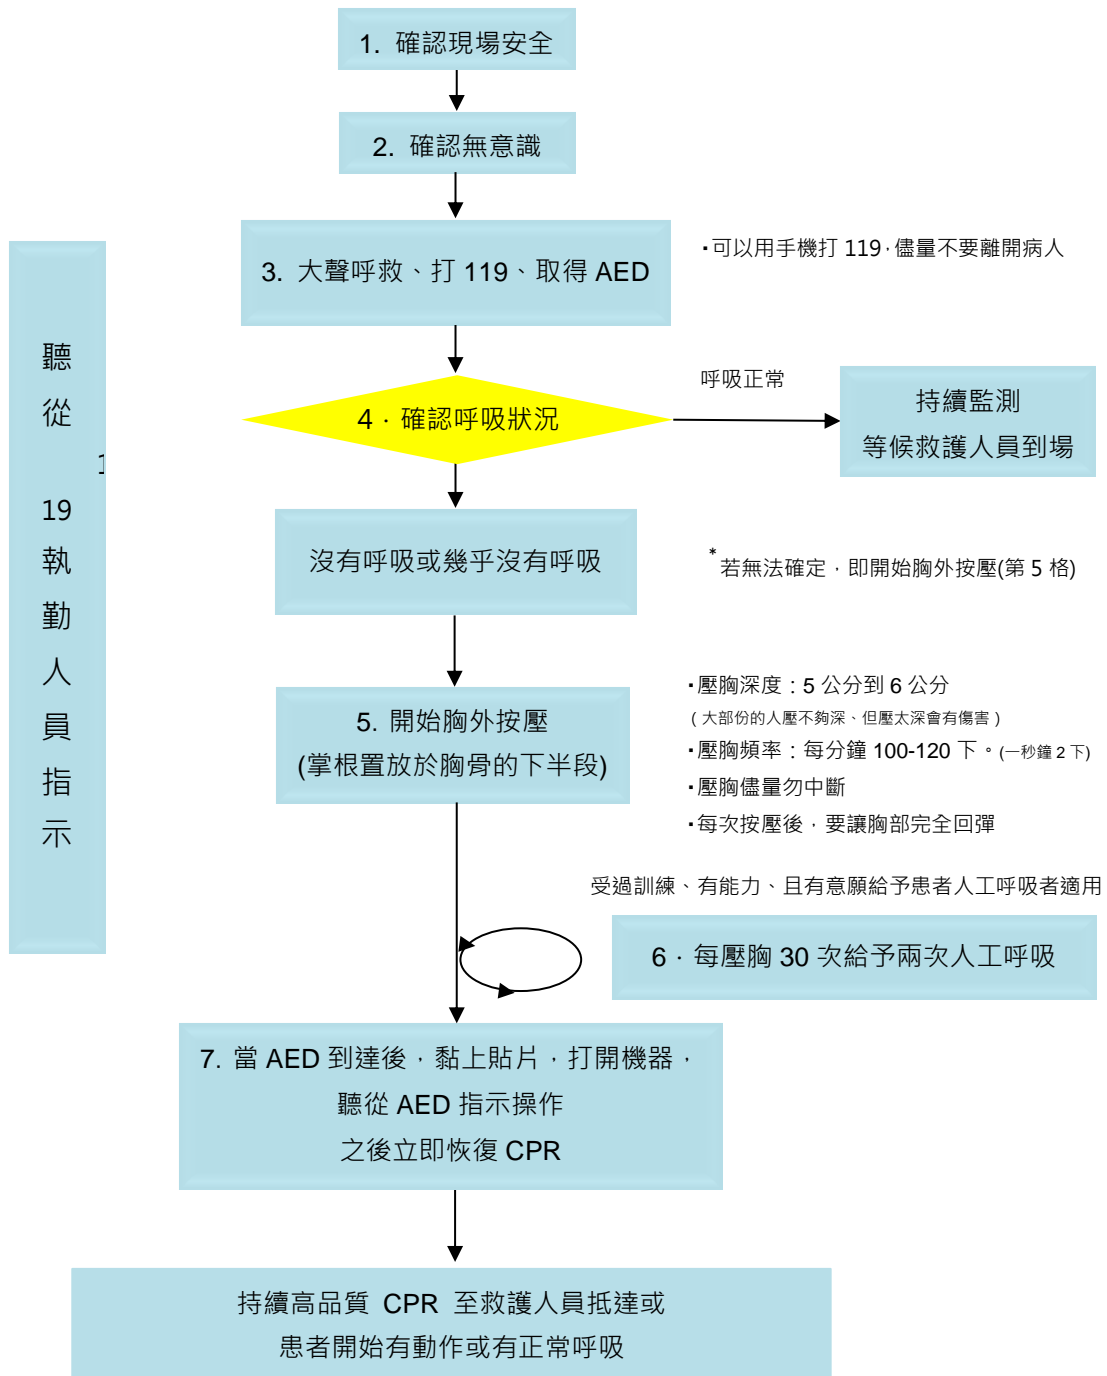 1. 確認現場安全
2. 確認無意識
3. 大聲呼救、打 119、取得 AED
▪可以用手機打 119,儘量不要離開病人
聽
從
1
19
執
勤
人
員
指
示
4．確認呼吸狀況
呼吸正常
持續監測
等候救護人員到場
沒有呼吸或幾乎沒有呼吸
*若無法確定，即開始胸外按壓(第 5 格)
5. 開始胸外按壓
(掌根置放於胸骨的下半段)
▪壓胸深度：5 公分到 6 公分
（大部份的人壓不夠深、但壓太深會有傷害）
▪壓胸頻率：每分鐘 100-120 下。(一秒鐘 2 下)
▪壓胸儘量勿中斷
▪每次按壓後，要讓胸部完全回彈
受過訓練、有能力、且有意願給予患者人工呼吸者適用
6．每壓胸 30 次給予兩次人工呼吸
7. 當 AED 到達後，黏上貼片，打開機器，
聽從 AED 指示操作
之後立即恢復 CPR
持續高品質 CPR 至救護人員抵達或
患者開始有動作或有正常呼吸